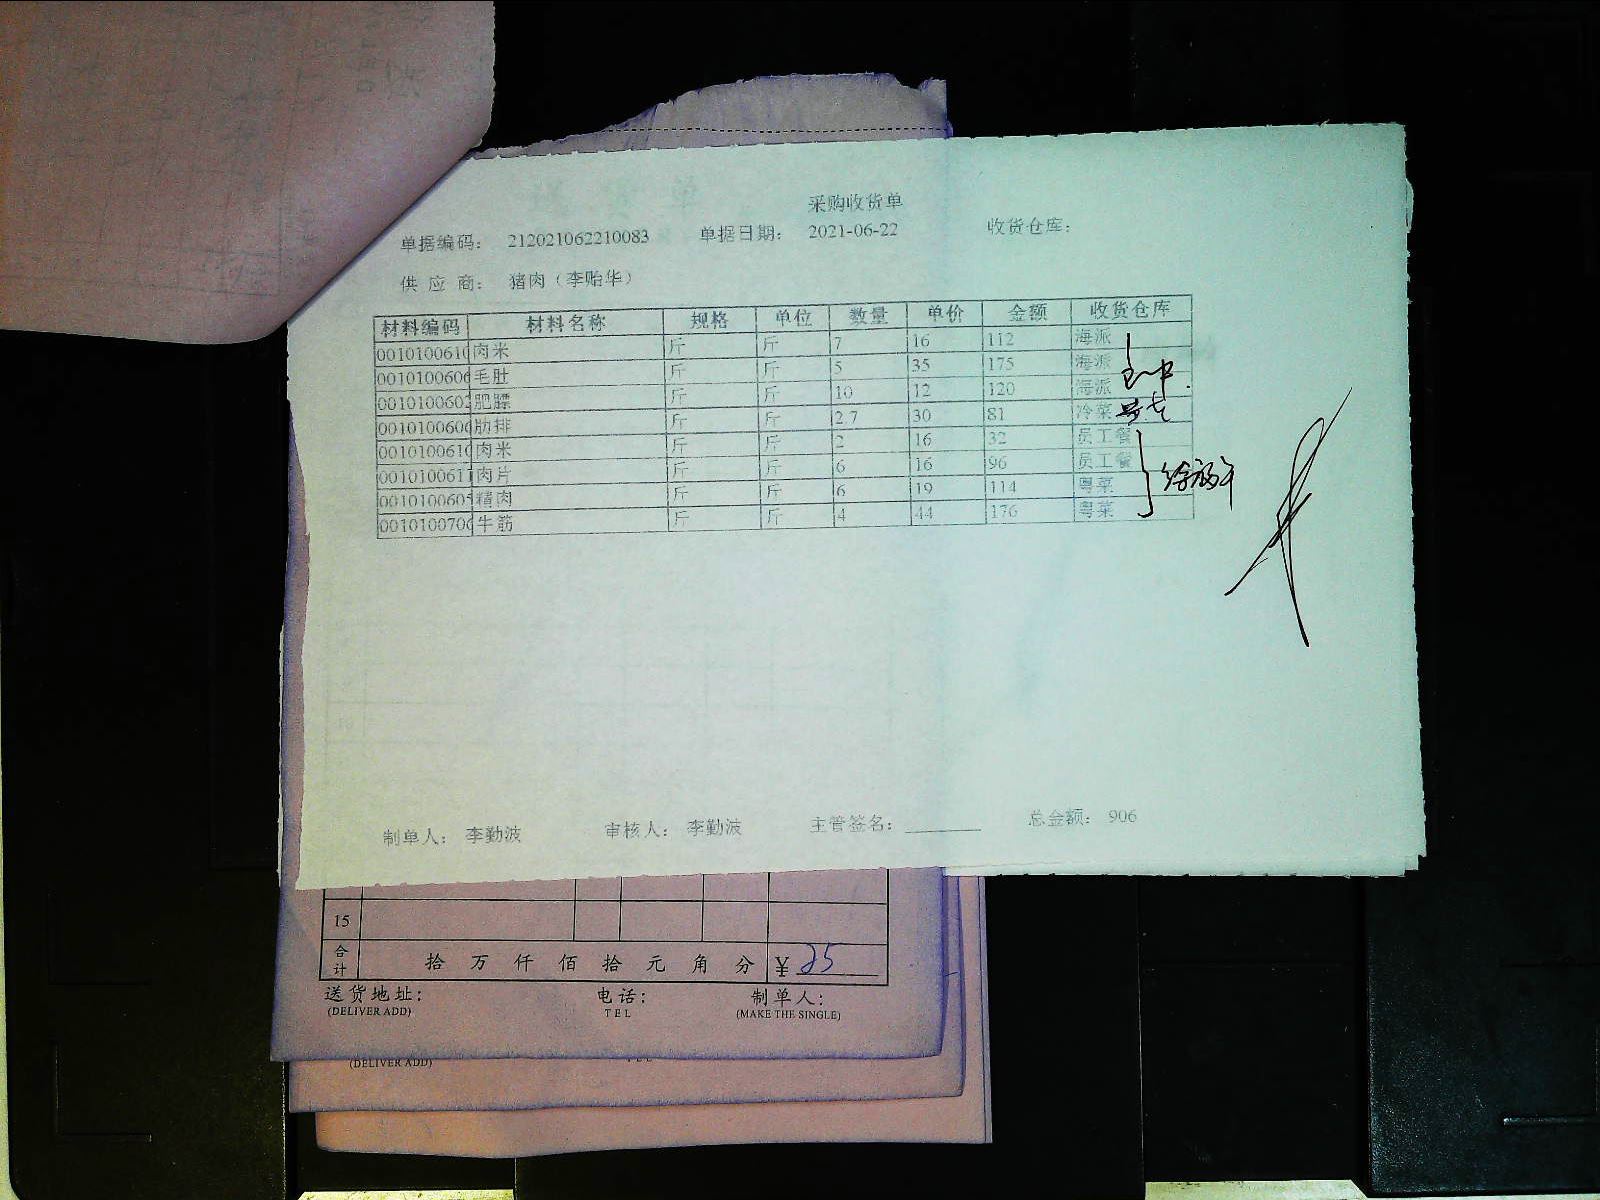 采购收货单
单据编码： 212021062210083 单据日期： 2021-06-22 收货仓库：
供 应 商： 猪肉（李贻华）
材料编码 材料名称 规格 单位 数量 单价 金额 收货仓库
0010100610 肉米 斤 斤 7 16 112 海派
0010100606 毛肚 斤 斤 5 35 175 海派
0010100602 肥膘 斤 斤 10 12 120 海派
0010100606 肋排 斤 斤 2.7 30 81 冷菜
0010100610 肉米 斤 斤 2 16 32 员工餐
0010100611 肉片 斤 斤 6 16 96 员工餐
0010100605 精肉 斤 斤 6 19 114 粤菜
0010100700 牛筋 斤 斤 4 44 176 粤菜
制单人： 李勤波 审核人： 李勤波 主管签名： 总金额： 906
15
合计 拾 万 仟 佰 拾 元 角 分 ¥ 25
送货地址： 电话： 制单人：
(DELIVER ADD) TEL (MAKE THE SINGLE)
(DELIVER ADD)